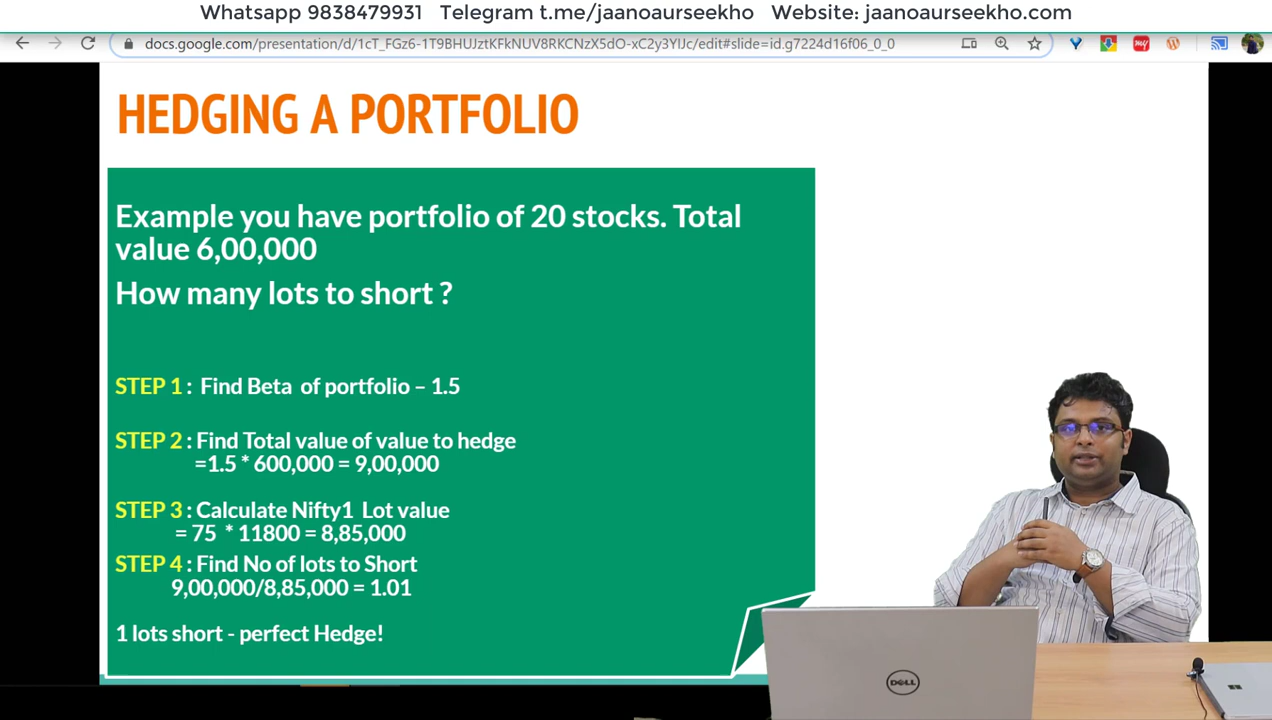 Whatsapp 9838479931 Telegram t.me/jaanoaurseekho Website: jaanoaurseekho.com
docs.google.com/presentation/d/1cT_FGz6-1T9BHUJztKFkNUV8RKCNzX5dO-xC2y3YIJc/edit#slide=id.g7224d16f06_0_0
my
HEDGING A PORTFOLIO
Example you have portfolio of 20 stocks. Total
value 6,00,000
How many lots to short ?
STEP 1 : Find Beta of portfolio – 1.5
STEP 2 : Find Total value of value to hedge
=1.5 * 600,000 = 9,00,000
STEP 3 : Calculate Nifty1 Lot value
= 75 * 11800 = 8,85,000
STEP 4 : Find No of lots to Short
9,00,000/8,85,000 = 1.01
1 lots short - perfect Hedge!
DELL